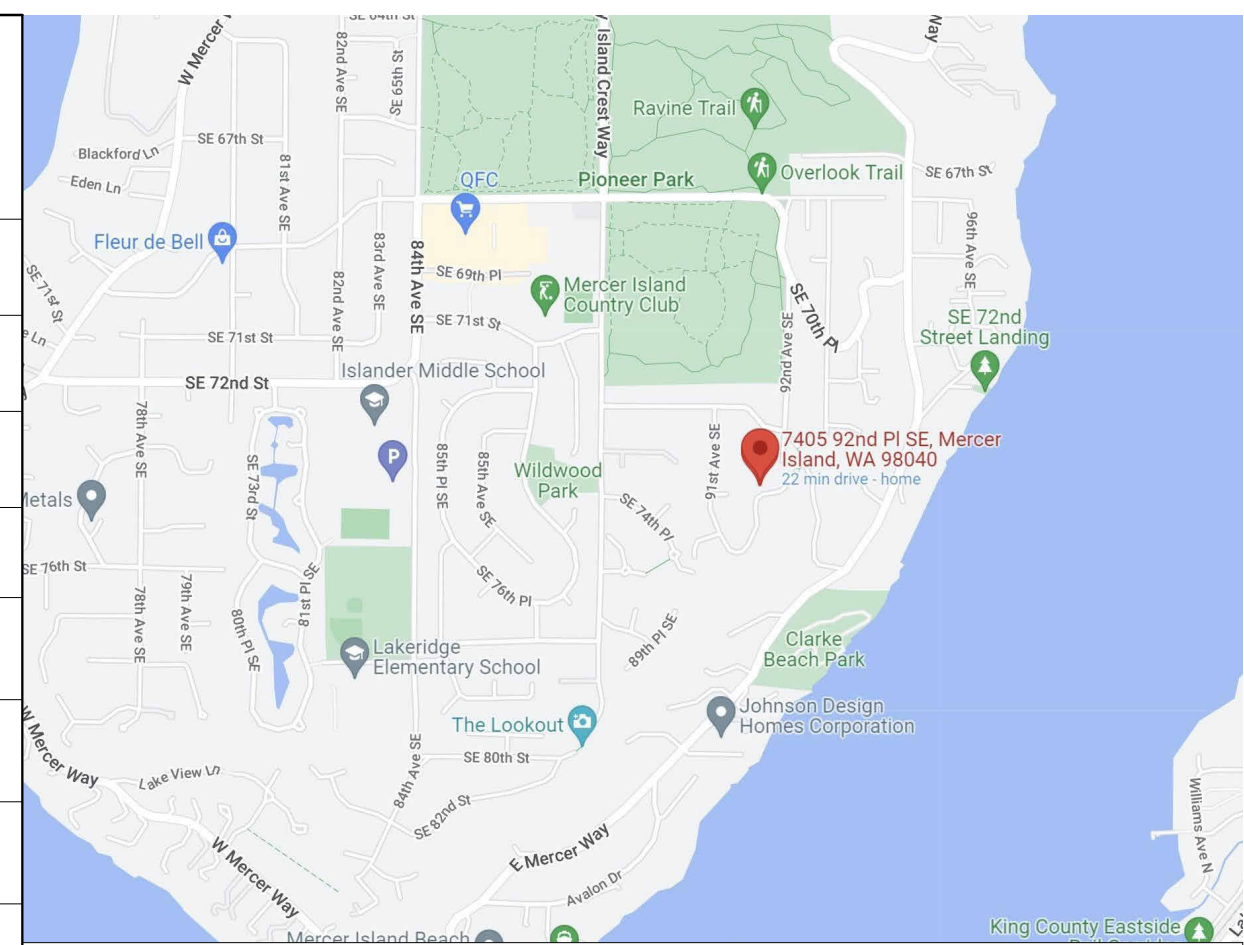 SE 64th St
W Mercer
82nd Ave SE
SE 65th St
Island Crest Way
Way
Ravine Trail
SE 67th St
Blackford Ln
Eden Ln
81st Ave SE
QFC
Pioneer Park
Overlook Trail
SE 67th St
Fleur de Bell
83rd Ave SE
84th Ave SE
96th Ave SE
SE 71st St
82nd Ave SE
SE 69th Pl
Mercer Island
Country Club
SE 70th Pl
92nd Ave SE
SE 72nd
Street Landing
Ln
SE 71st St
SE 71st St
SE 72nd St
Islander Middle School
78th Ave SE
SE 73rd St
P
85th Pl SE
85th Ave SE
Wildwood
Park
91st Ave SE
7405 92nd Pl SE, Mercer
Island, WA 98040
22 min drive - home
Metals
SE 74th Pl
SE 76th St
78th Ave SE
79th Ave SE
80th Pl SE
81st Pl SE
SE 76th Pl
89th Pl SE
Clarke
Beach Park
Lakeridge
Elementary School
The Lookout
Johnson Design
Homes Corporation
W Mercer Way
Lake View Ln
84th Ave SE
SE 80th St
SE 82nd St
W Mercer Way
E Mercer Way
Avalon Dr
Williams Ave N
Mercer Island Beach
King County Eastside